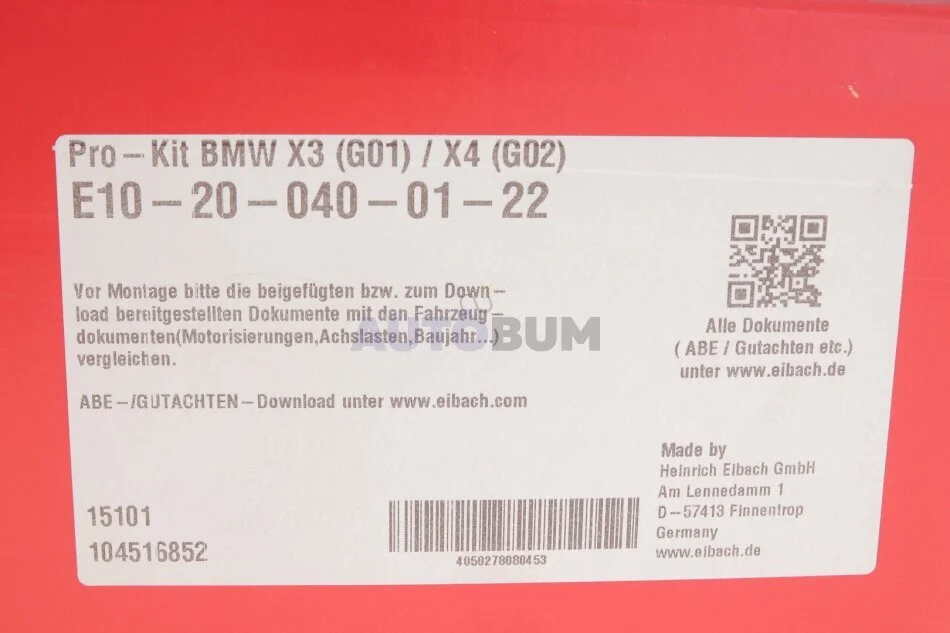 Pro-Kit BMW X3 (G01) / X4 (G02)
E10-20-040-01-22
Vor Montage bitte die beigefügten bzw. zum Down-
load bereitgestellten Dokumente mit den Fahrzeug-
dokumenten(Motorisierungen,Achslasten,Baujahr...)
vergleichen.
ABE-/GUTACHTEN-Download unter www.eibach.com
Alle Dokumente
( ABE / Gutachten etc.)
unter www.eibach.de
AUTOBUM
15101
104516852
4050278080453
Made by
Heinrich Eibach GmbH
Am Lennedamm 1
D-57413 Finnentrop
Germany
www.eibach.de